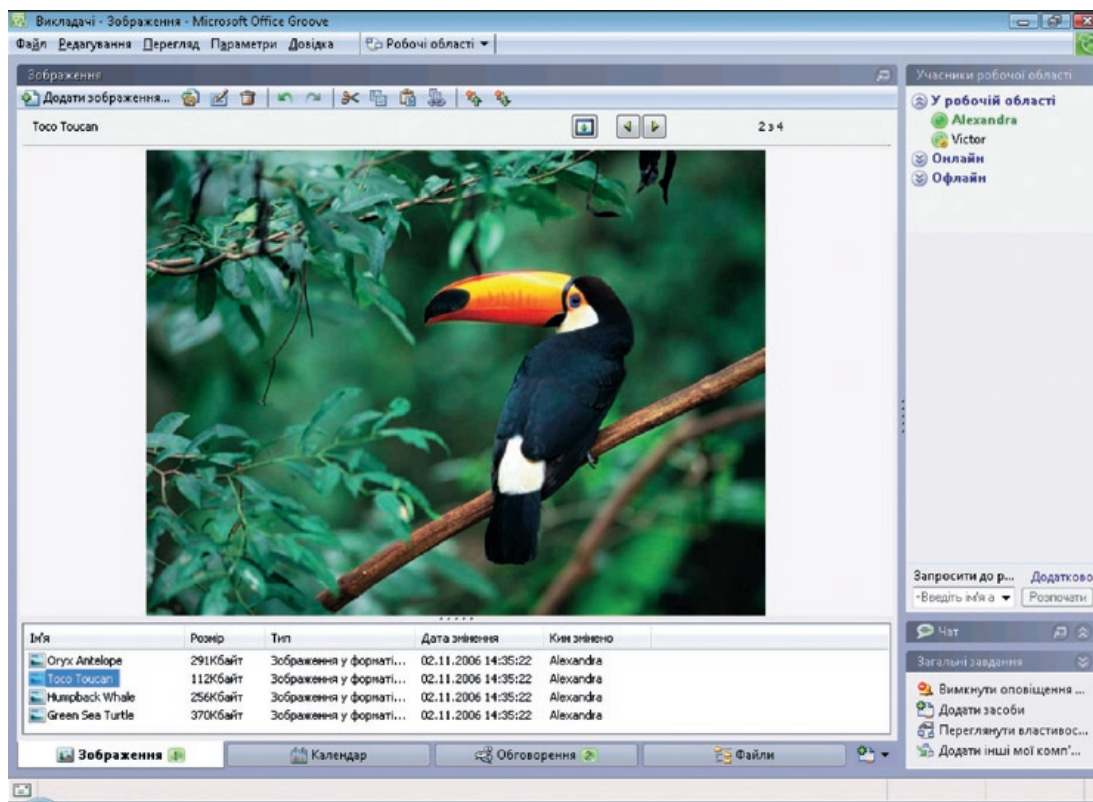 Викладачі - Зображення - Microsoft Office Groove
Файл Редагування Перегляд Параметри Довідка Робочі області
Зображення
Додати зображення...
Toco Toucan
2 з 4
Ім'я Розмір Тип Дата змінення Ким змінено
Oryx Antelope 291Кбайт Зображення у форматі... 02.11.2006 14:35:22 Alexandra
Toco Toucan 112Кбайт Зображення у форматі... 02.11.2006 14:35:22 Alexandra
Humpback Whale 256Кбайт Зображення у форматі... 02.11.2006 14:35:22 Alexandra
Green Sea Turtle 370Кбайт Зображення у форматі... 02.11.2006 14:35:22 Alexandra
Зображення Календар Обговорення Файли
Учасники робочої області
У робочій області
Alexandra
Victor
Онлайн
Офлайн
Запросити до р... Додатково
-Введіть ім'я а Розпочати
Чат
Загальні завдання
Вимкнути оповіщення ...
Додати засоби
Переглянути властивос...
Додати інші мої комп'...